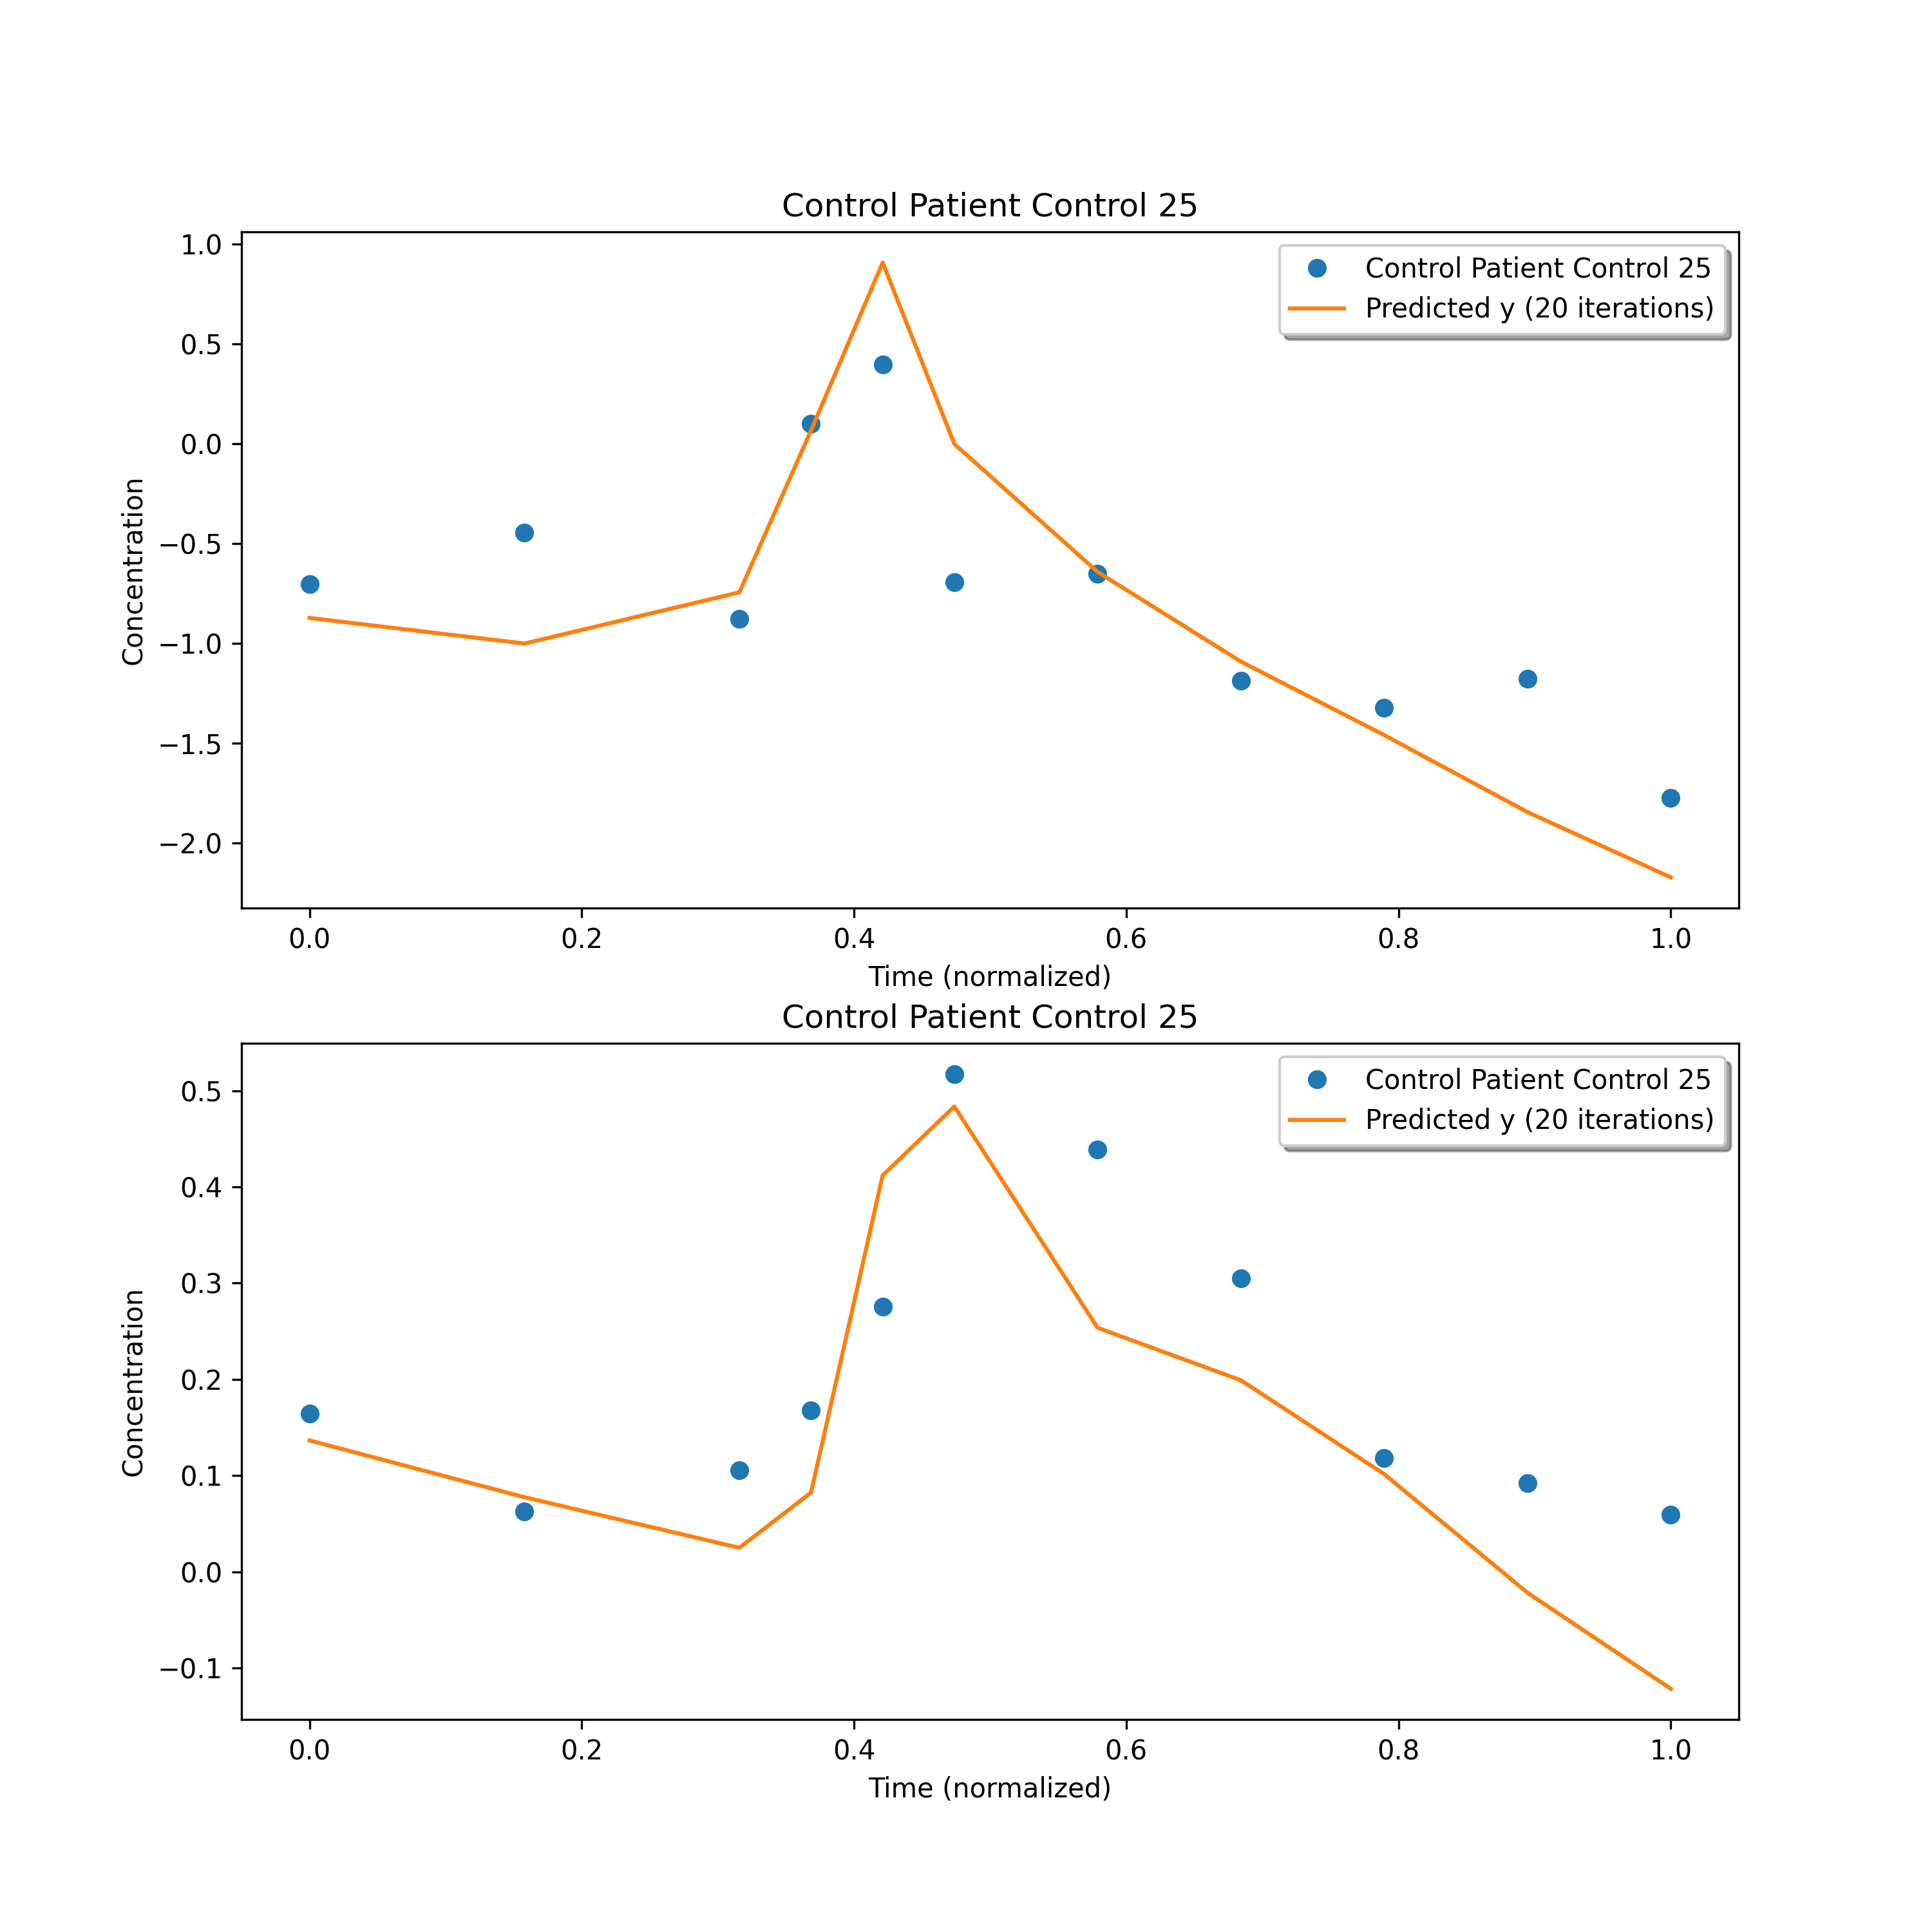 Control Patient Control 25
Control Patient Control 25
Predicted y (20 iterations)
1.0
0.5
0.0
−0.5
−1.0
−1.5
−2.0
Concentration
0.0 0.2 0.4 0.6 0.8 1.0
Time (normalized)
Control Patient Control 25
Control Patient Control 25
Predicted y (20 iterations)
0.5
0.4
0.3
0.2
0.1
0.0
−0.1
Concentration
0.0 0.2 0.4 0.6 0.8 1.0
Time (normalized)